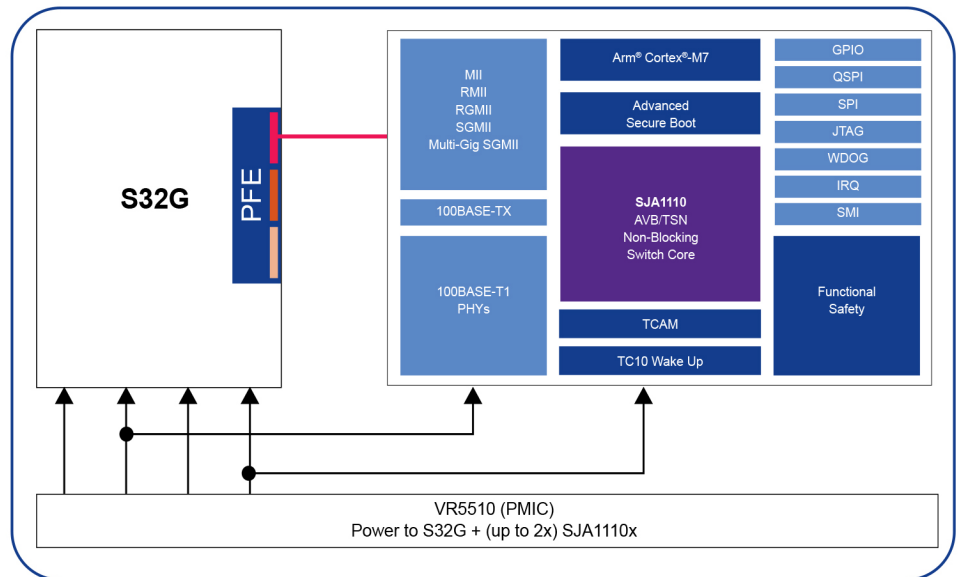 S32G
PFE
MII
RMII
RGMII
SGMII
Multi-Gig SGMII
100BASE-TX
100BASE-T1
PHYs
Arm® Cortex®-M7
Advanced
Secure Boot
SJA1110
AVB/TSN
Non-Blocking
Switch Core
TCAM
TC10 Wake Up
GPIO
QSPI
SPI
JTAG
WDOG
IRQ
SMI
Functional
Safety
VR5510 (PMIC)
Power to S32G + (up to 2x) SJA1110x